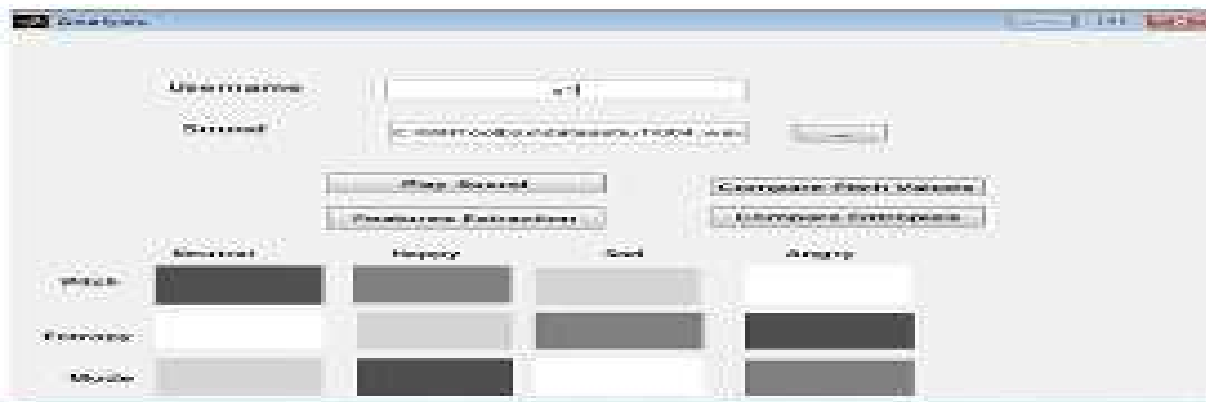 Analysis
Username
Sound
Play Sound
Compare Pitch Values
Features Extraction
Compare Entropies
Neutral Happy Sad Angry
Pitch
Entropy
Mode